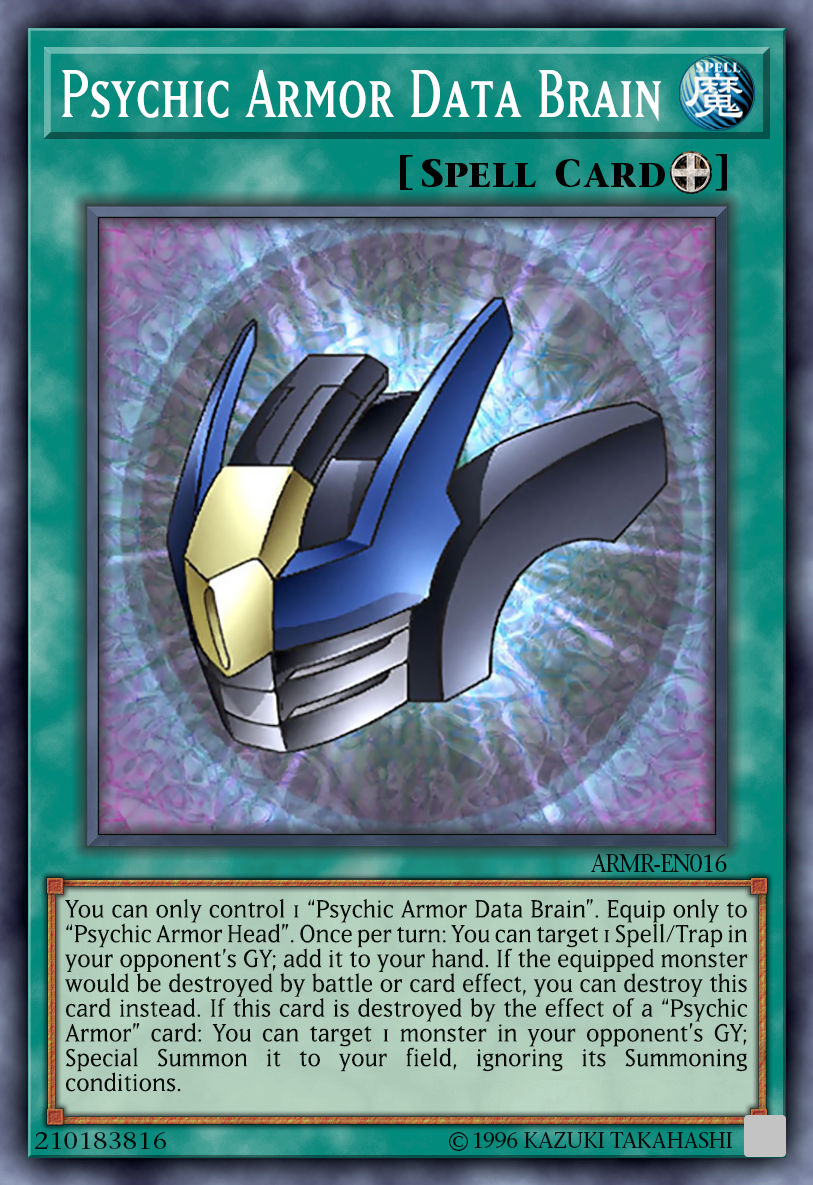 Psychic Armor Data Brain
SPELL
魔
[Spell Card]
ARMR-EN016
You can only control 1 “Psychic Armor Data Brain”. Equip only to
“Psychic Armor Head”. Once per turn: You can target 1 Spell/Trap in
your opponent’s GY; add it to your hand. If the equipped monster
would be destroyed by battle or card effect, you can destroy this
card instead. If this card is destroyed by the effect of a “Psychic
Armor” card: You can target 1 monster in your opponent’s GY;
Special Summon it to your field, ignoring its Summoning
conditions.
210183816
© 1996 KAZUKI TAKAHASHI